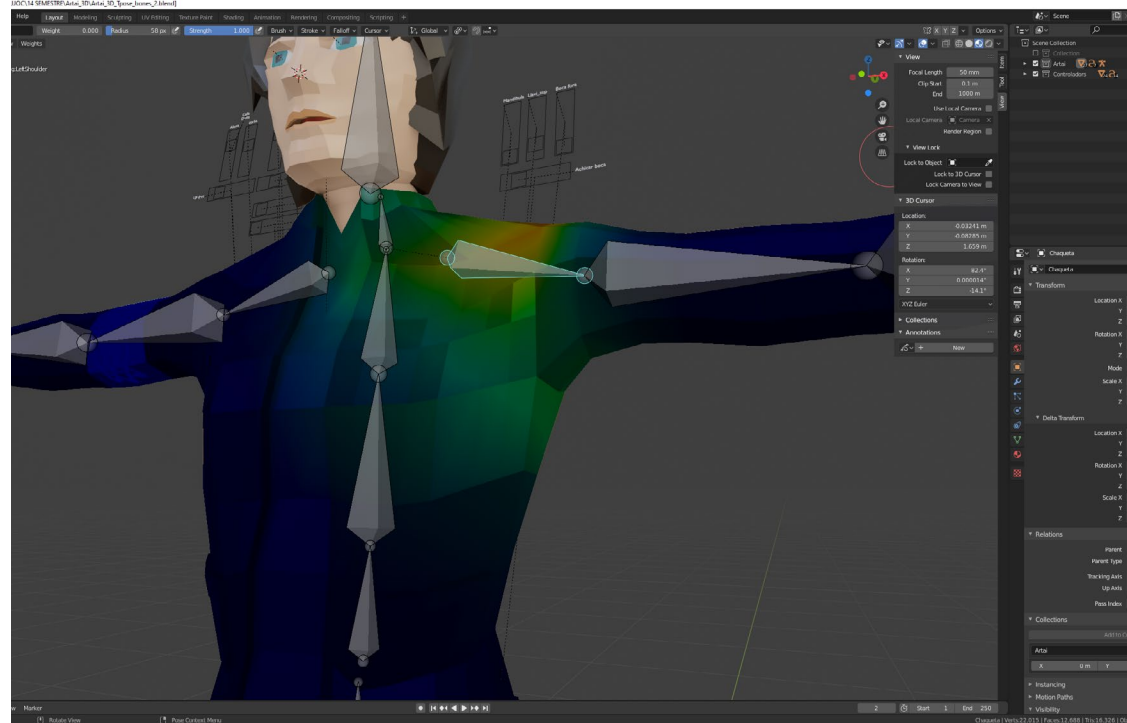 UOC\14 SEMESTRE\Artai_3D\Artai_3D_Tpose_bones_2.blend]
Help Layout Modeling Sculpting UV Editing Texture Paint Shading Animation Rendering Compositing Scripting + Scene
Weight 0.000 Radius 50 px Strength 1.000 Brush Stroke Falloff Cursor Global X Y Z Options
Weights
LeftShoulder
View
Focal Length 50 mm
Clip Start 0.1 m
End 1000 m
Use Local Camera
Local Camera Camera
Render Region
View Lock
Lock to Object
Lock to 3D Cursor
Lock Camera to View
3D Cursor
Location:
X 0.03241 m
Y -0.08285 m
Z 1.659 m
Rotation:
X 82.4°
Y 0.000014°
Z -14.1°
XYZ Euler
Collections
Annotations
+ New
Item
Tool
View
Scene Collection
Collection
Artai
Controladors
Chaqueta
Chaqueta
Transform
Location X
Y
Z
Rotation X
Y
Z
Mode
Scale X
Y
Z
Delta Transform
Location X
Y
Z
Rotation X
Y
Z
Scale X
Y
Z
Relations
Parent
Parent Type
Tracking Axis
Up Axis
Pass Index
Collections
Artai
X 0 m Y
Instancing
Motion Paths
Visibility
Marker
2 Start 1 End 250
Rotate View Pose Context Menu
Chaqueta | Verts:22.015 | Faces:12.688 | Tris:16.326